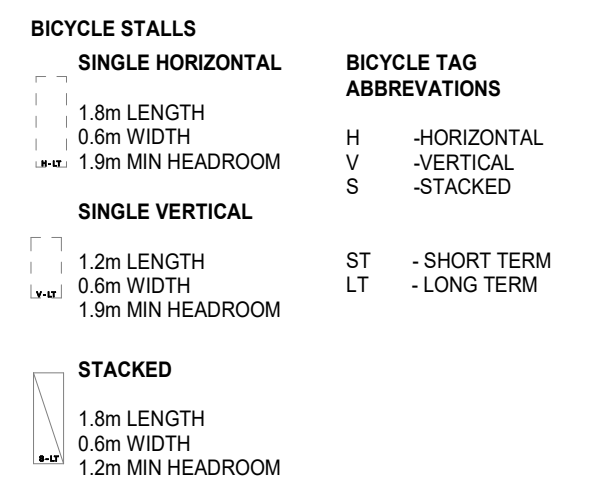 BICYCLE STALLS
SINGLE HORIZONTAL
1.8m LENGTH
0.6m WIDTH
H-LT
1.9m MIN HEADROOM
SINGLE VERTICAL
1.2m LENGTH
0.6m WIDTH
V-LT
1.9m MIN HEADROOM
STACKED
1.8m LENGTH
0.6m WIDTH
S-LT
1.2m MIN HEADROOM
BICYCLE TAG
ABBREVATIONS
H -HORIZONTAL
V -VERTICAL
S -STACKED
ST - SHORT TERM
LT - LONG TERM